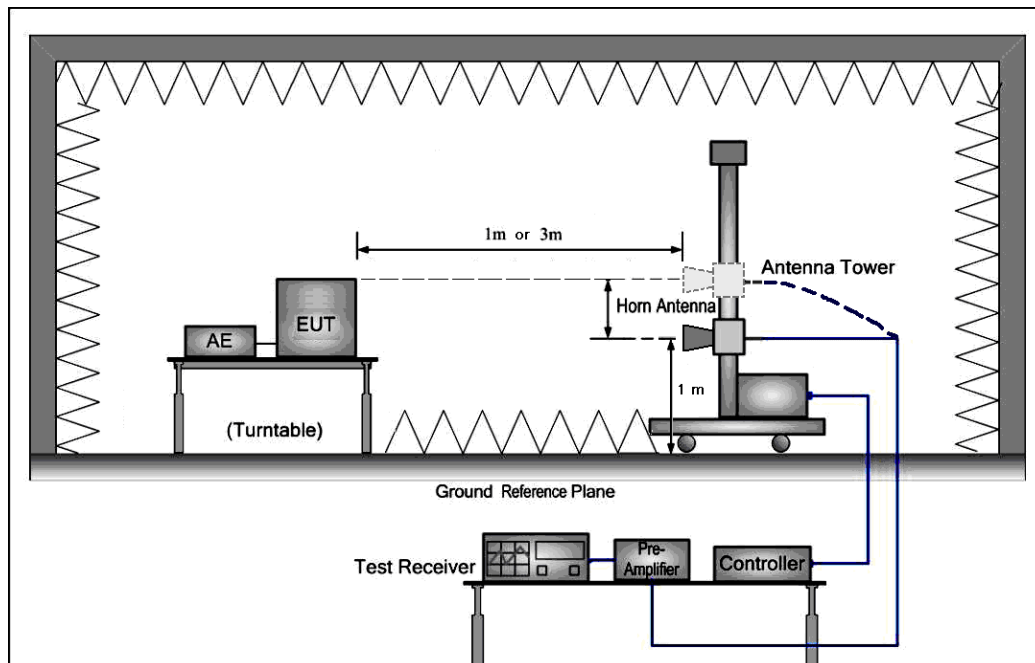 1m or 3m
Antenna Tower
Horn Antenna
EUT
AE
1 m
(Turntable)
Ground Reference Plane
Test Receiver
Pre-
Amplifier
Controller